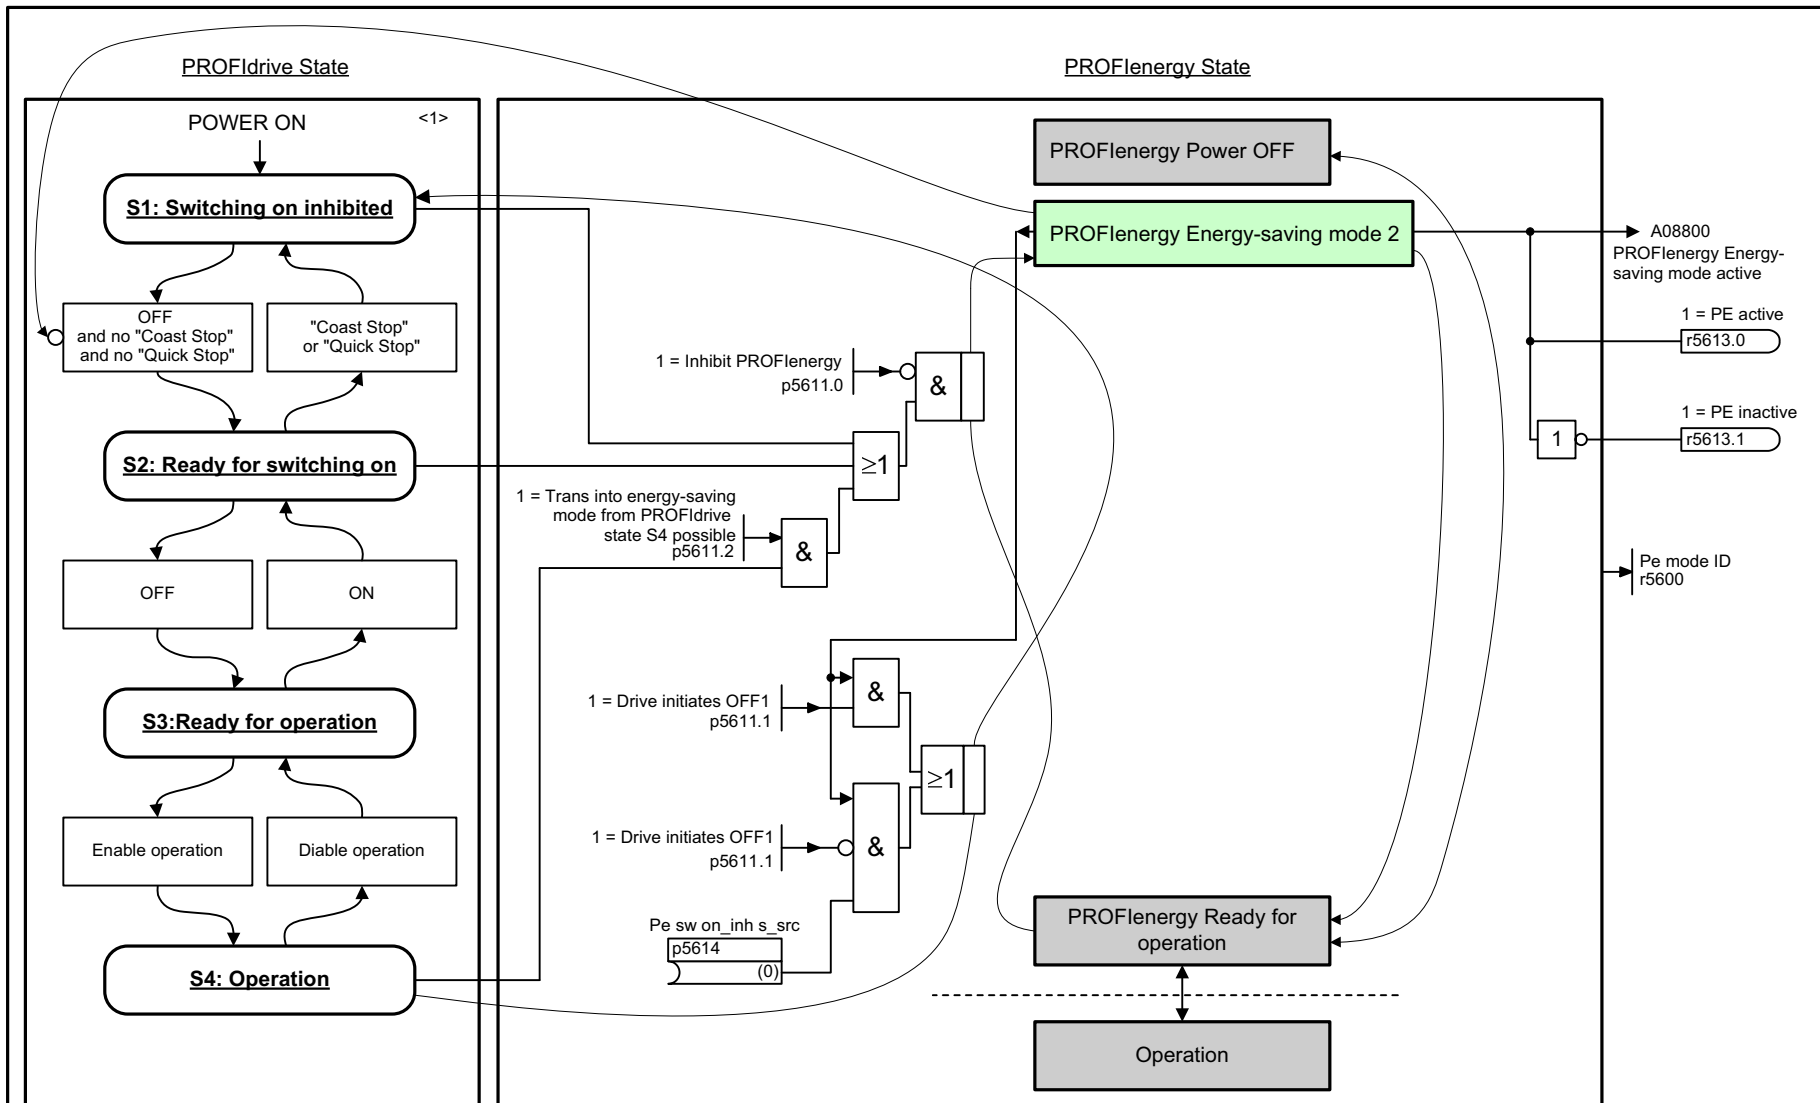 PROFIdrive State
PROFIenergy State
POWER ON
<1>
S1: Switching on inhibited
OFF
and no "Coast Stop"
and no "Quick Stop"
"Coast Stop"
or "Quick Stop"
S2: Ready for switching on
OFF
ON
S3:Ready for operation
Enable operation
Diable operation
S4: Operation
PROFIenergy Power OFF
PROFIenergy Energy-saving mode 2
A08800
PROFIenergy Energy-
saving mode active
1 = PE active
r5613.0
1 = PE inactive
r5613.1
1
Pe mode ID
r5600
1 = Inhibit PROFIenergy
p5611.0
&
≥1
1 = Trans into energy-saving
mode from PROFIdrive
state S4 possible
p5611.2
&
1 = Drive initiates OFF1
p5611.1
&
≥1
1 = Drive initiates OFF1
p5611.1
&
Pe sw on_inh s_src
p5614
(0)
PROFIenergy Ready for
operation
Operation